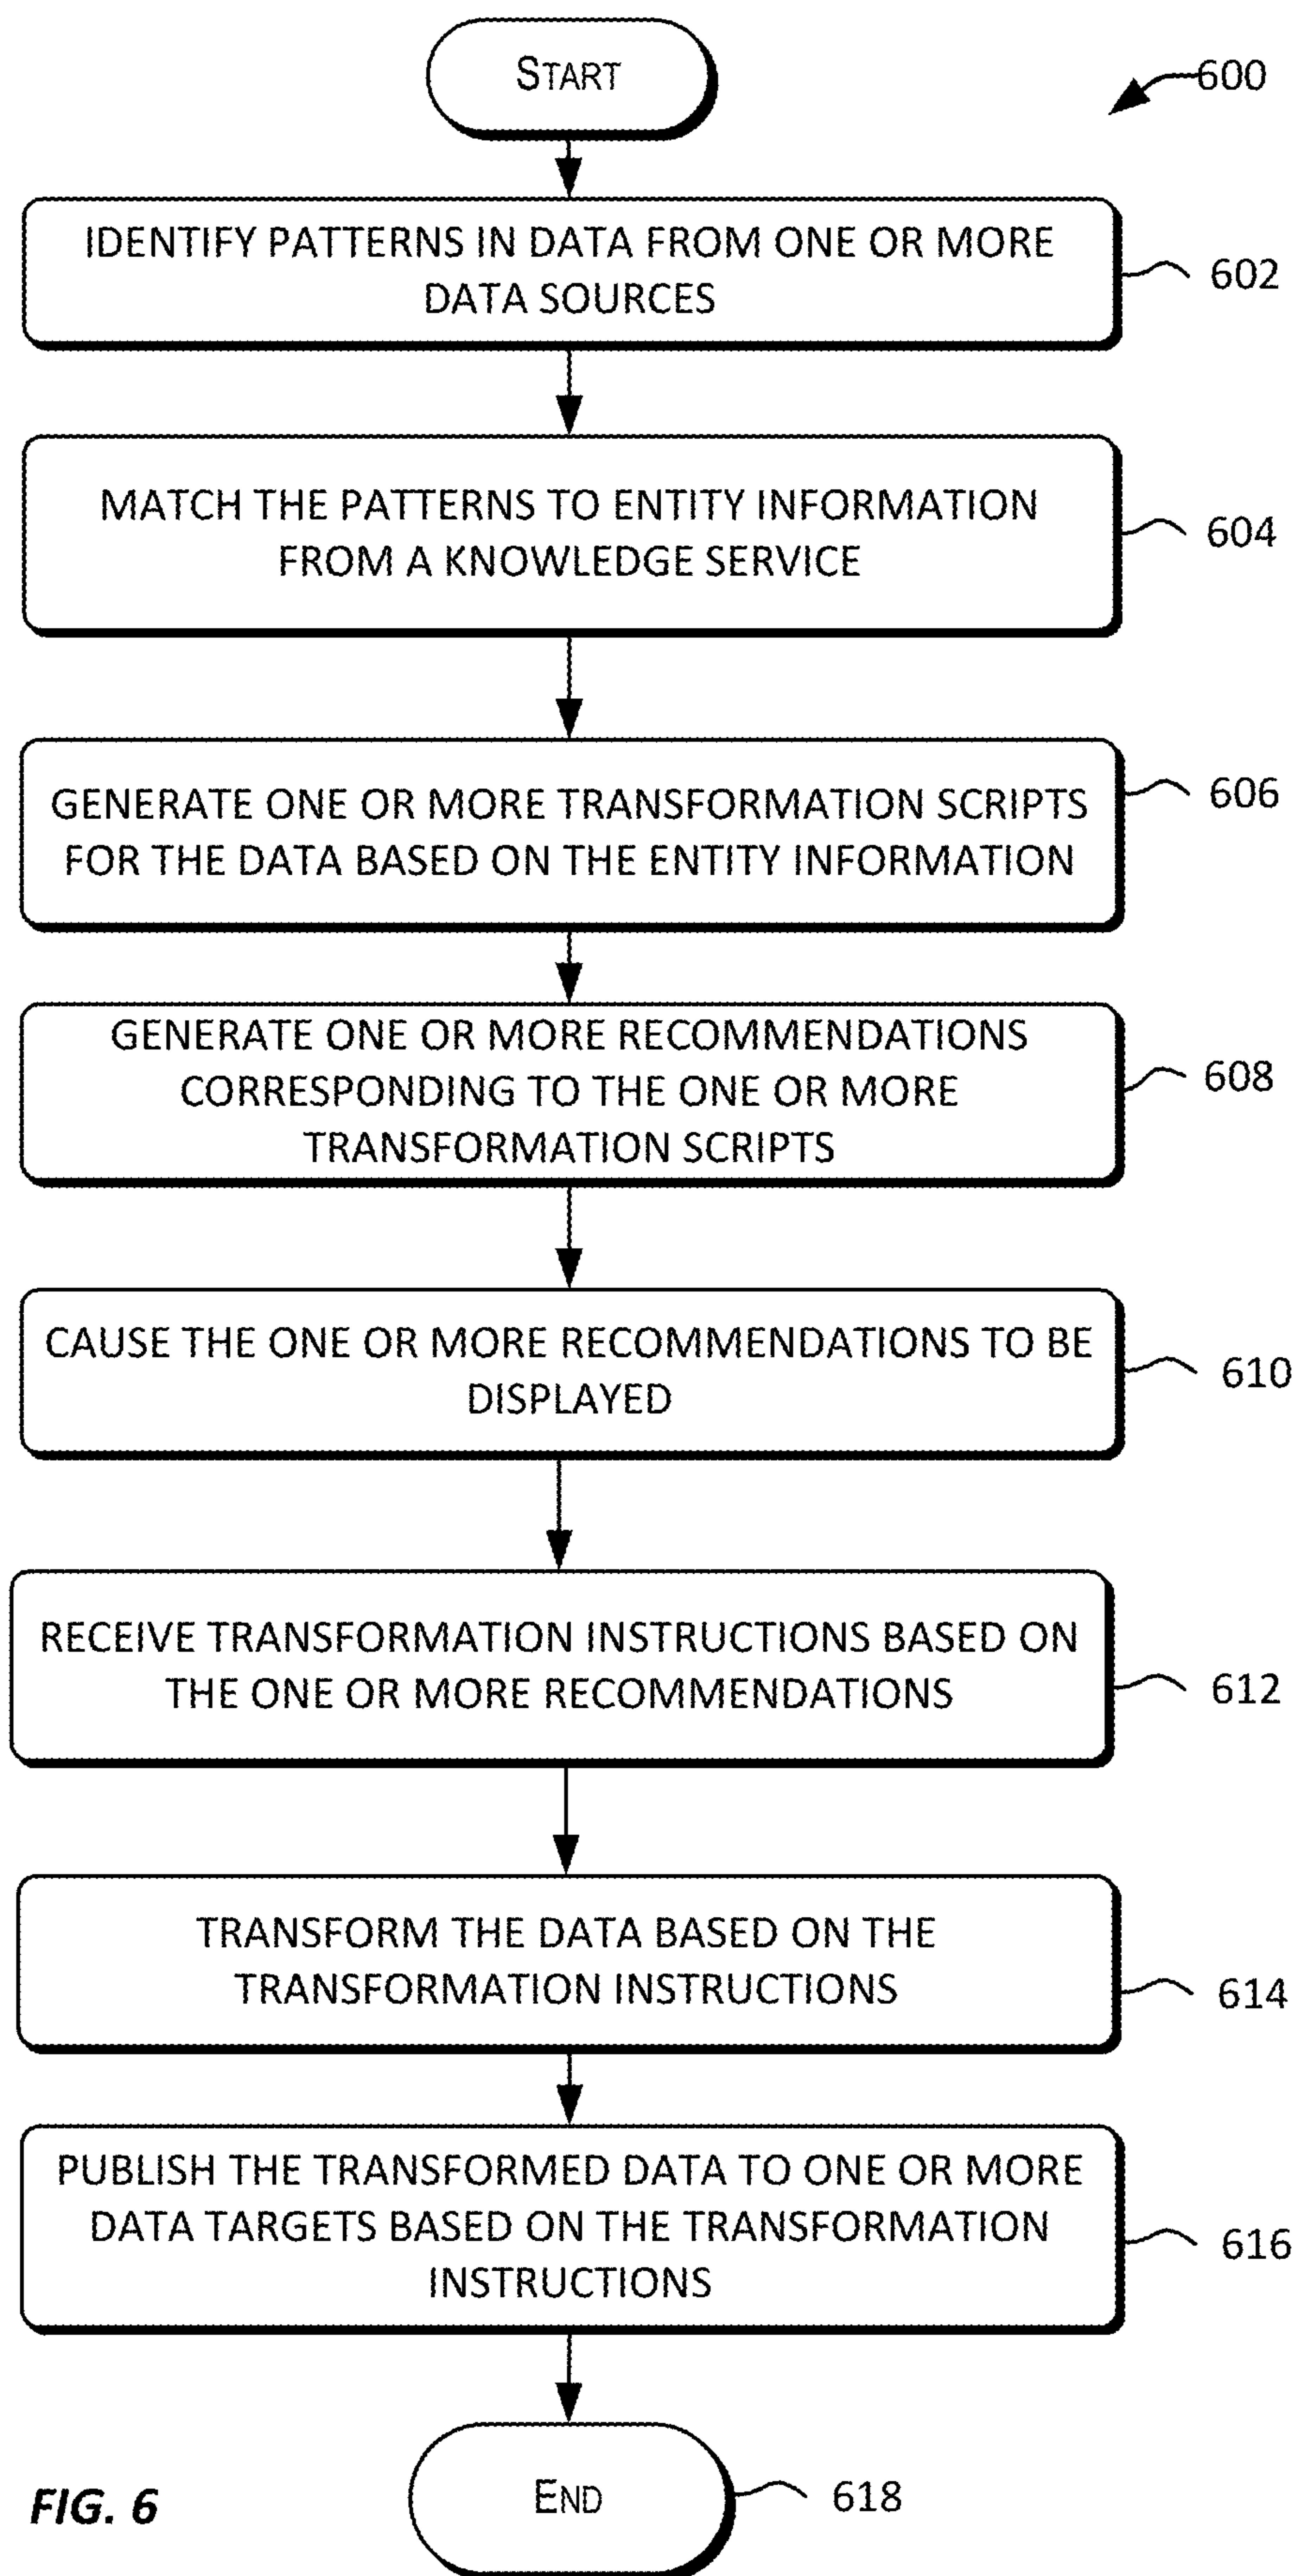 START
600
IDENTIFY PATTERNS IN DATA FROM ONE OR MORE
DATA SOURCES
602
MATCH THE PATTERNS TO ENTITY INFORMATION
FROM A KNOWLEDGE SERVICE
604
GENERATE ONE OR MORE TRANSFORMATION SCRIPTS
FOR THE DATA BASED ON THE ENTITY INFORMATION
606
GENERATE ONE OR MORE RECOMMENDATIONS
CORRESPONDING TO THE ONE OR MORE
TRANSFORMATION SCRIPTS
608
CAUSE THE ONE OR MORE RECOMMENDATIONS TO BE
DISPLAYED
610
RECEIVE TRANSFORMATION INSTRUCTIONS BASED ON
THE ONE OR MORE RECOMMENDATIONS
612
TRANSFORM THE DATA BASED ON THE
TRANSFORMATION INSTRUCTIONS
614
PUBLISH THE TRANSFORMED DATA TO ONE OR MORE
DATA TARGETS BASED ON THE TRANSFORMATION
INSTRUCTIONS
616
END
618
FIG. 6